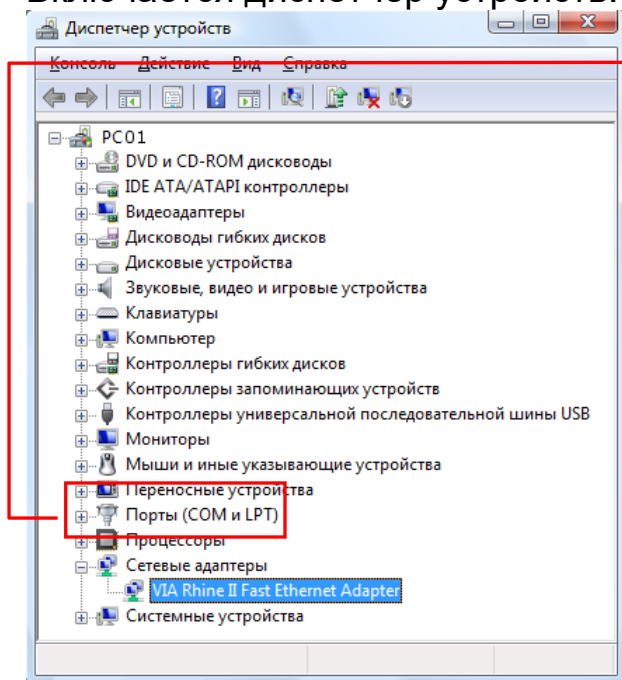 Включается диспетчер устройств.
Диспетчер устройств
Консоль Действие Вид Справка
PC01
DVD и CD-ROM дисководы
IDE ATA/ATAPI контроллеры
Видеоадаптеры
Дисководы гибких дисков
Дисковые устройства
Звуковые, видео и игровые устройства
Клавиатуры
Компьютер
Контроллеры гибких дисков
Контроллеры запоминающих устройств
Контроллеры универсальной последовательной шины USB
Мониторы
Мыши и иные указывающие устройства
Переносные устройства
Порты (COM и LPT)
Процессоры
Сетевые адаптеры
VIA Rhine II Fast Ethernet Adapter
Системные устройства